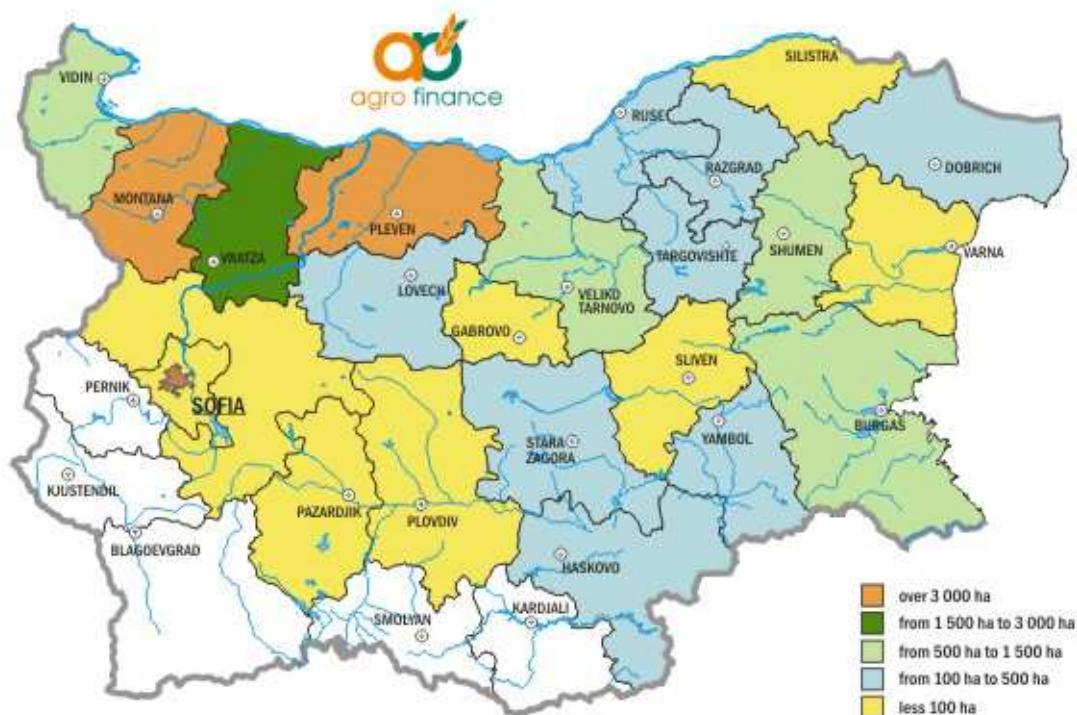 agro finance
VIDIN
MONTANA
VRATZA
PLEVEN
LOVECH
RUSE
SILISTRA
RAZGRAD
DOBRICH
TARGOVISHTE
SHUMEN
VARNA
VELIKO
TARNOVO
GABROVO
SLIVEN
BURGAS
PERNIK
SOFIA
KJUSTENDIL
BLAGOEVGRAD
PAZARDJIK
PLOVDIV
STARA
ZAGORA
YAMBOL
HASKOVO
SMOLYAN
KARDJALI
over 3 000 ha
from 1 500 ha to 3 000 ha
from 500 ha to 1 500 ha
from 100 ha to 500 ha
less 100 ha